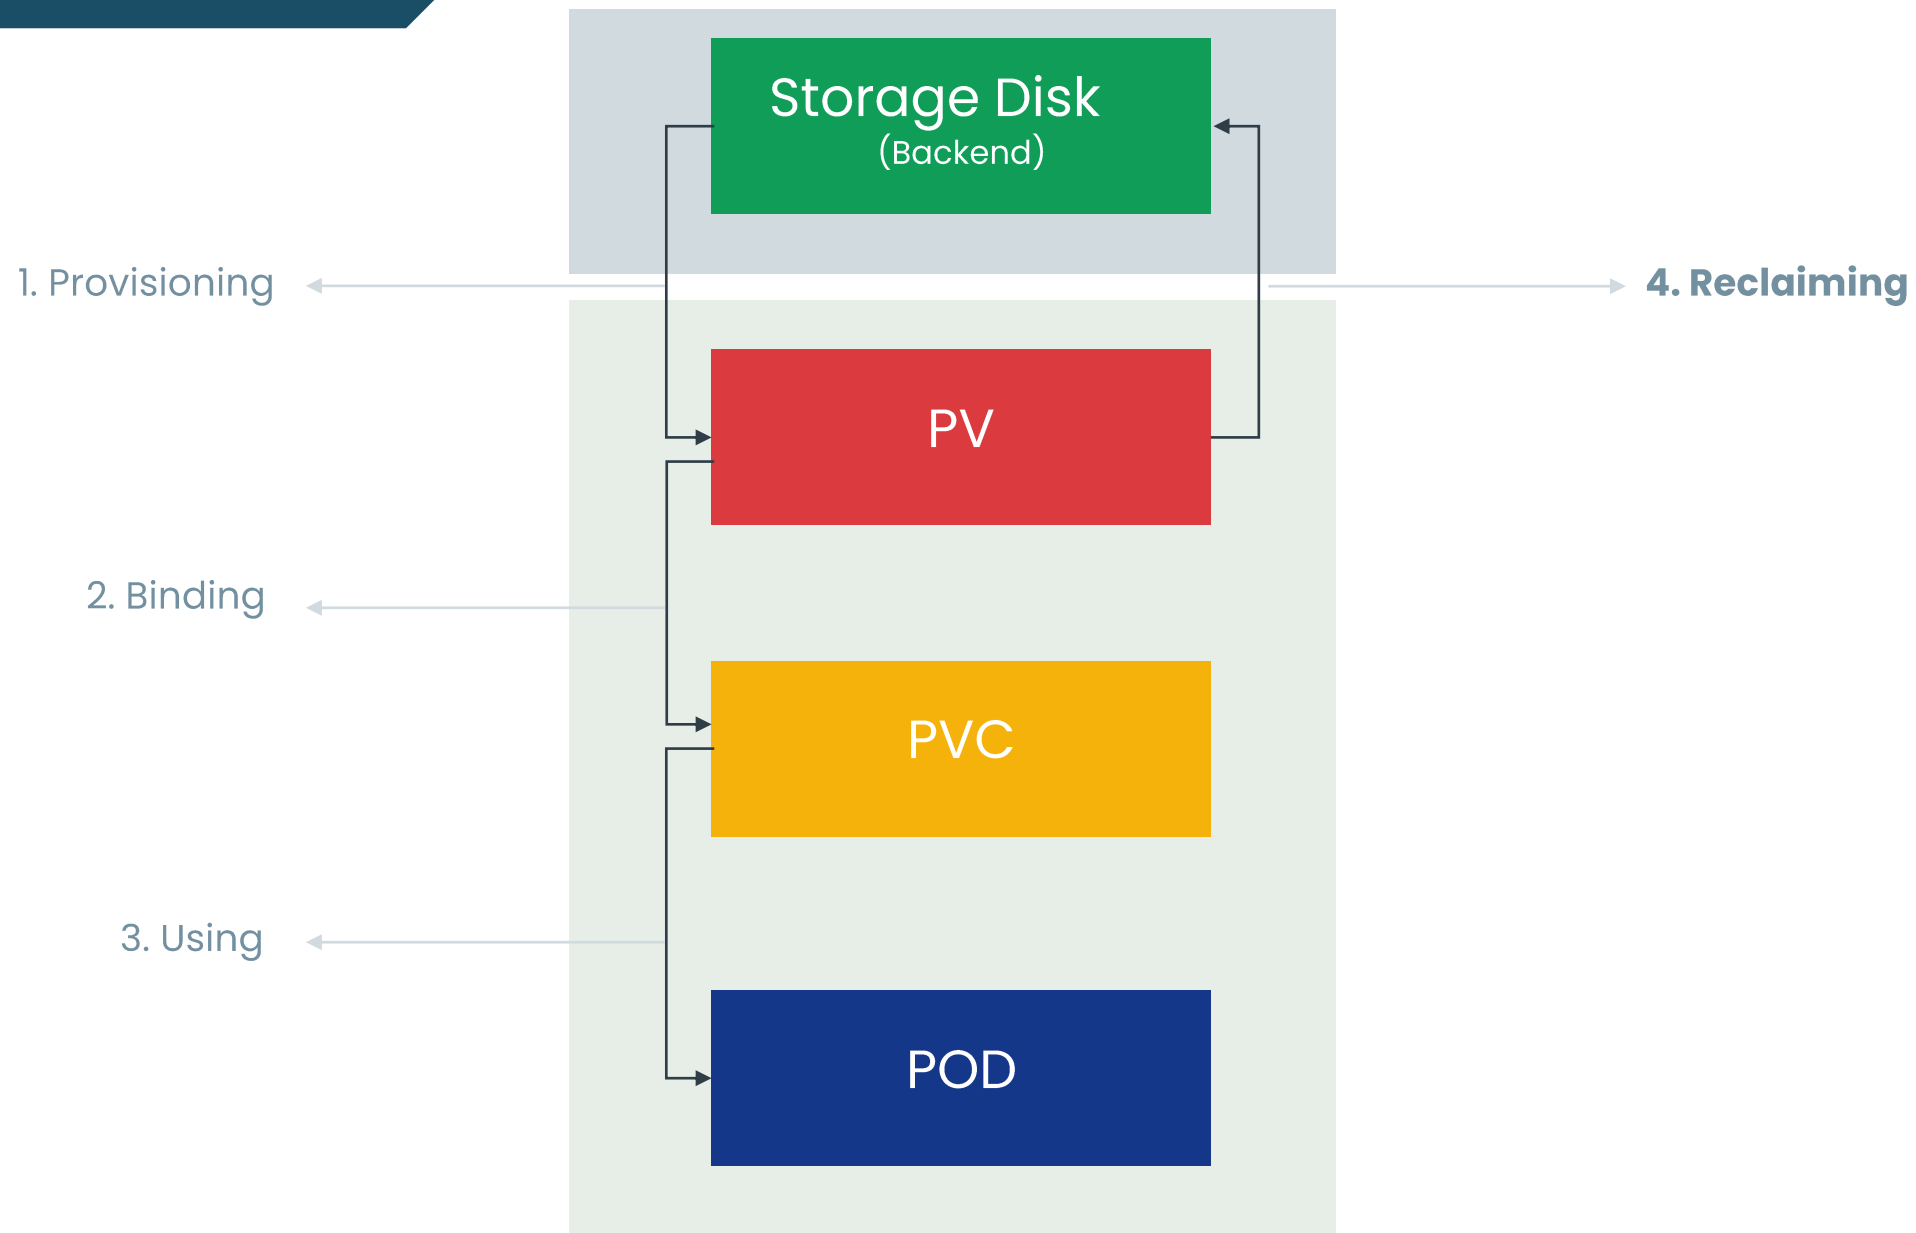 Storage Disk
(Backend)
1. Provisioning
4. Reclaiming
PV
2. Binding
PVC
3. Using
POD